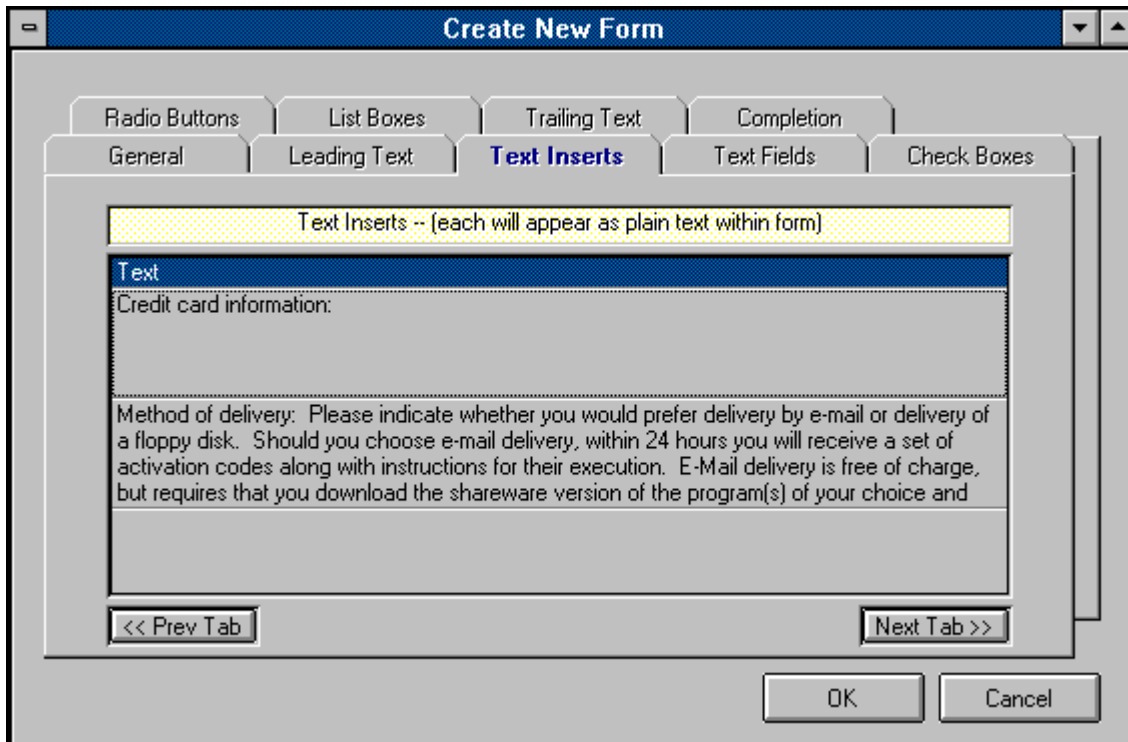 Create New Form
Radio Buttons
List Boxes
Trailing Text
Completion
General
Leading Text
Text Inserts
Text Fields
Check Boxes
Text Inserts -- (each will appear as plain text within form)
Text
Credit card information:
Method of delivery:  Please indicate whether you would prefer delivery by e-mail or delivery of
a floppy disk.  Should you choose e-mail delivery, within 24 hours you will receive a set of
activation codes along with instructions for their execution.  E-Mail delivery is free of charge,
but requires that you download the shareware version of the program(s) of your choice and
<< Prev Tab
Next Tab >>
OK
Cancel